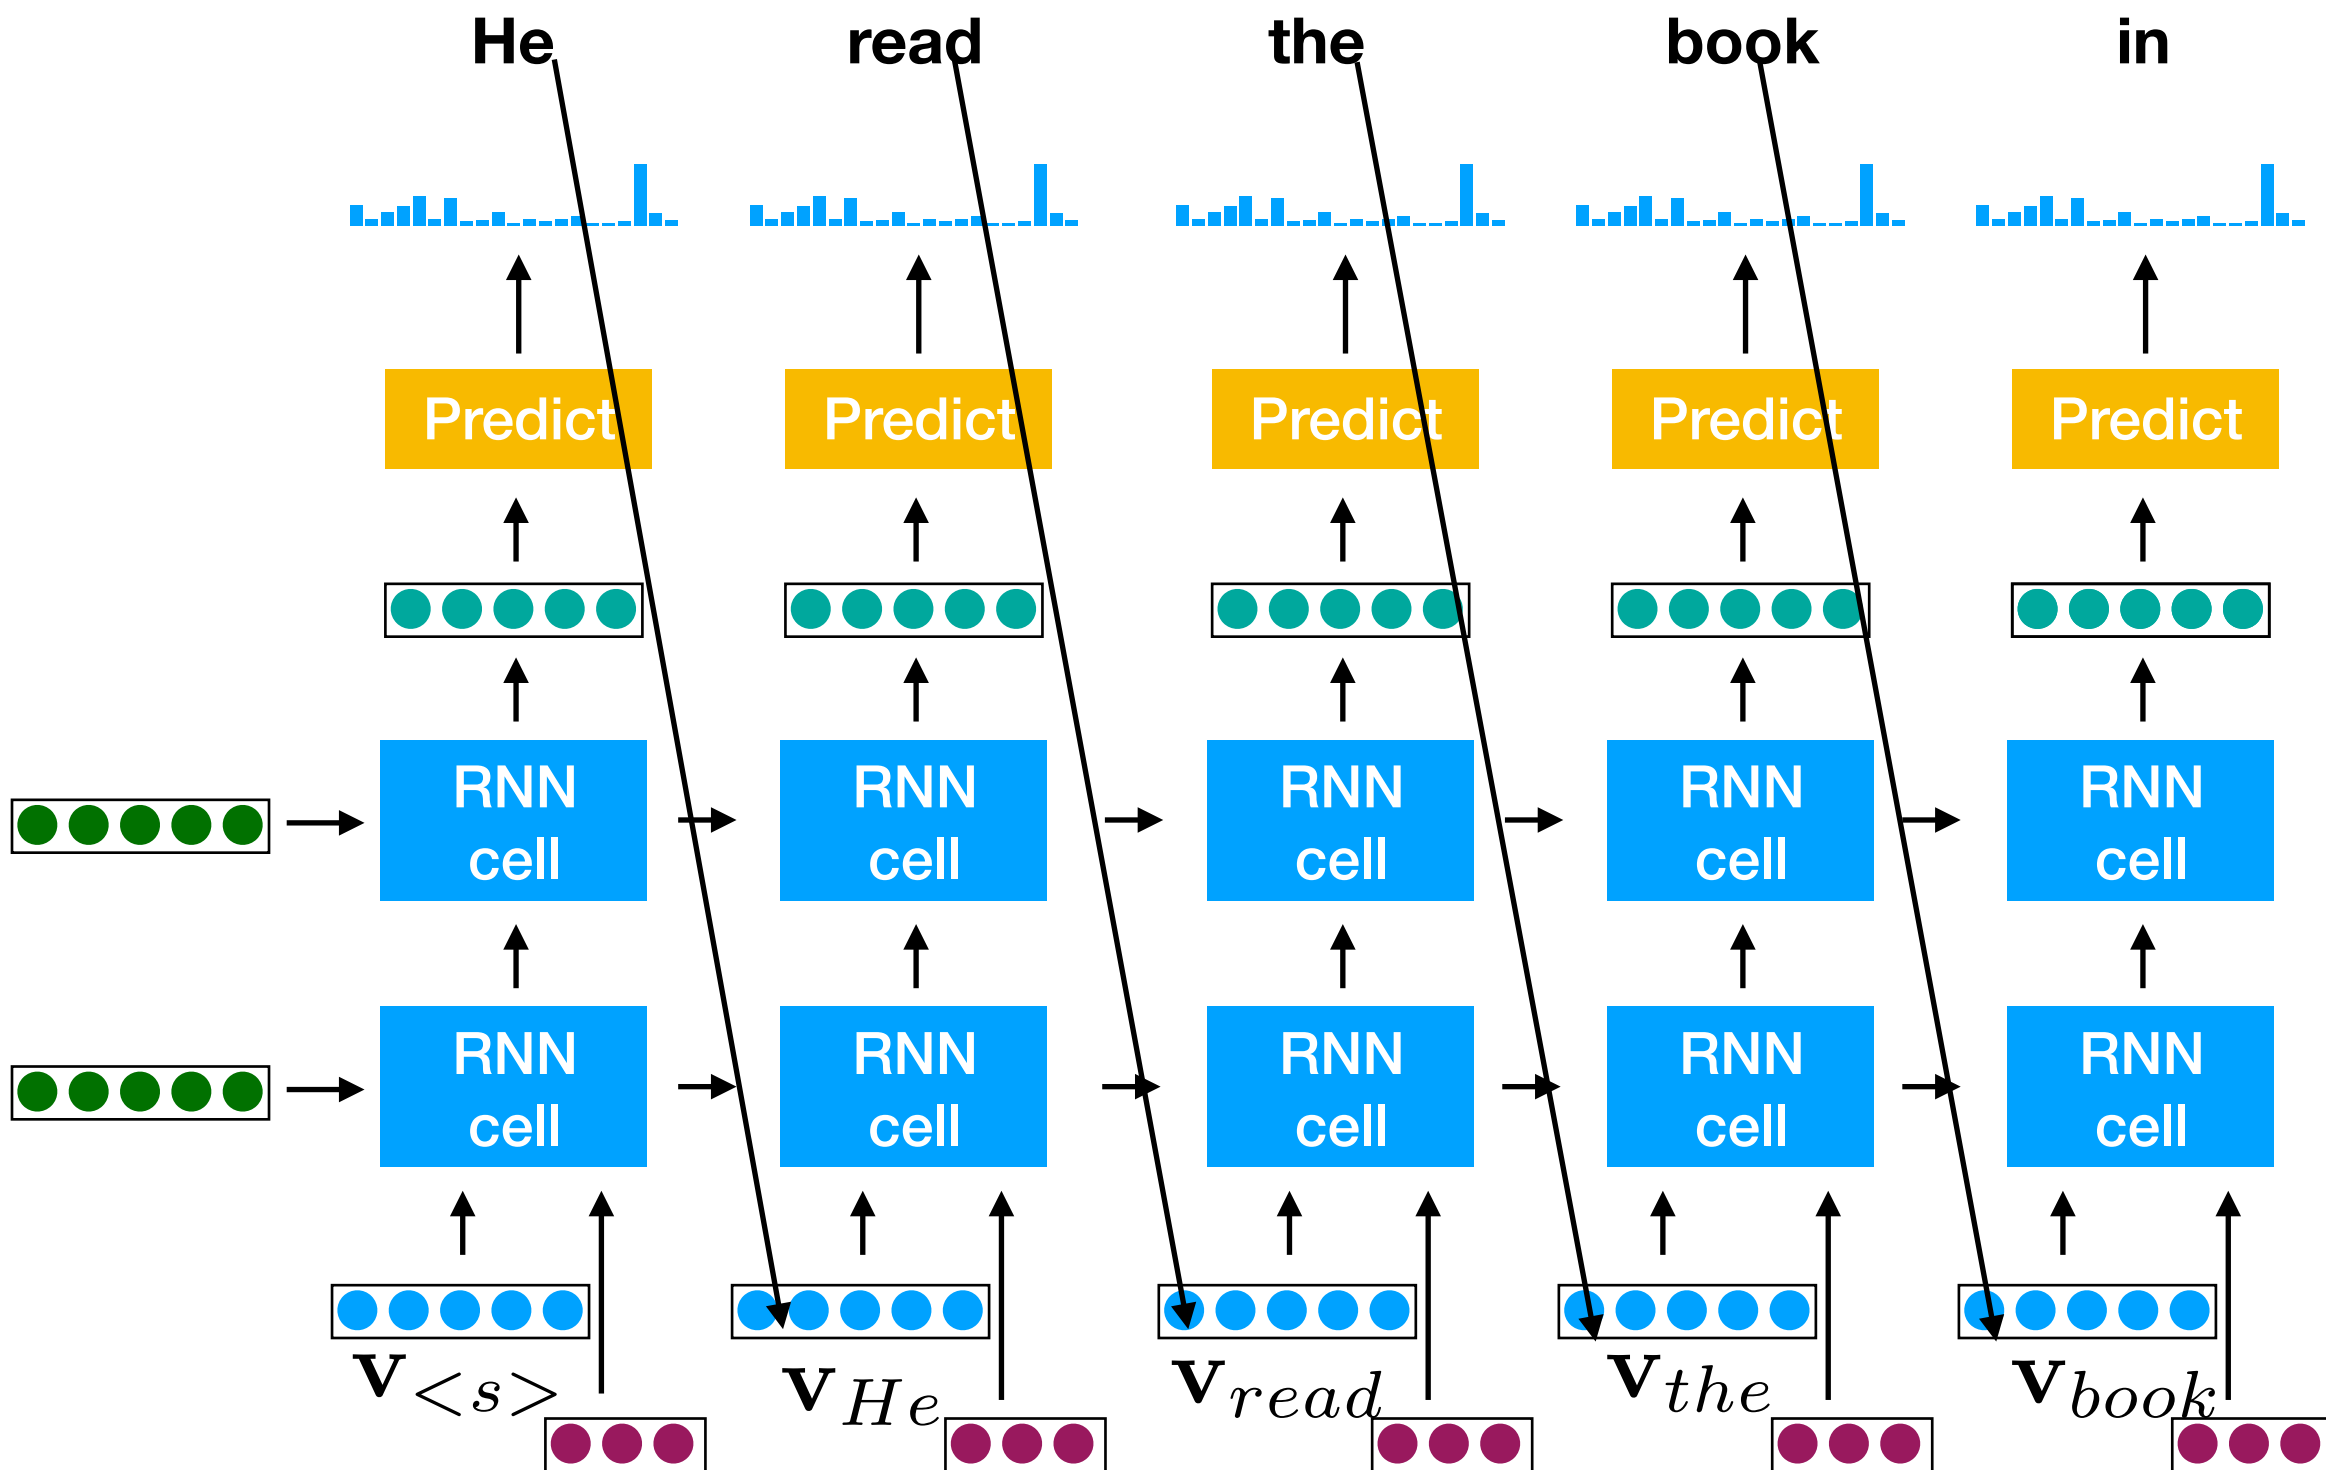 He read the book in
Predict Predict Predict Predict Predict
RNN RNN RNN RNN RNN
cell cell cell cell cell
RNN RNN RNN RNN RNN
cell cell cell cell cell
v<s> vHe vread vthe vbook